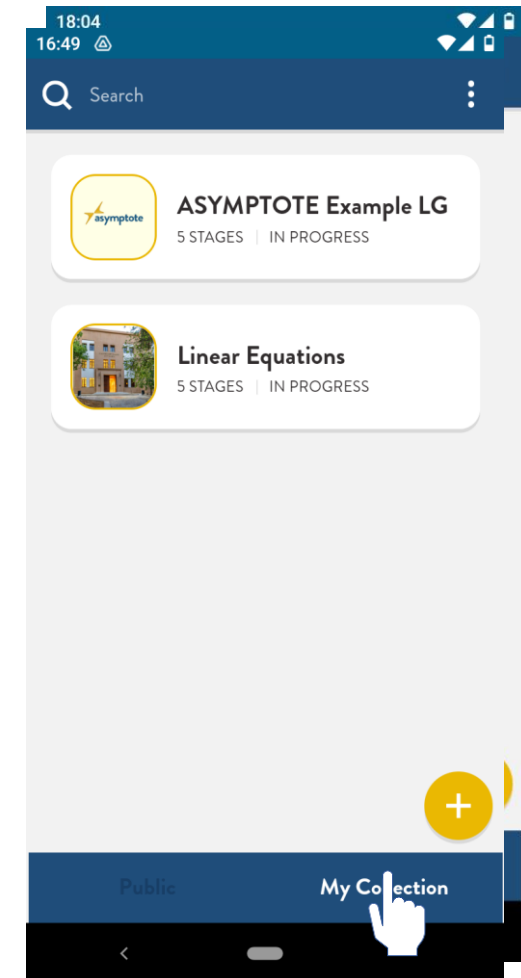 18:04
16:49
Search
asymptote
ASYMPTOTE Example LG
5 STAGES | IN PROGRESS
Linear Equations
5 STAGES | IN PROGRESS
+
Public
My Collection